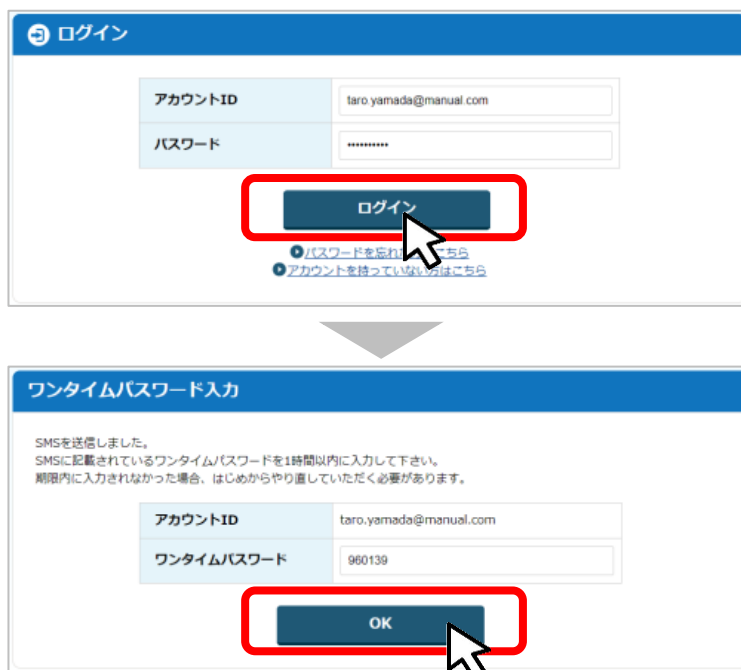 ログイン
アカウントID
taro.yamada@manual.com
パスワード
••••••••••
ログイン
パスワードを忘れ こちら
アカウントを持っていない方はこちら
ワンタイムパスワード入力
SMSを送信しました。
SMSに記載されているワンタイムパスワードを1時間以内に入力して下さい。
期限内に入力されなかった場合、はじめからやり直していただく必要があります。
アカウントID
taro.yamada@manual.com
ワンタイムパスワード
960139
OK